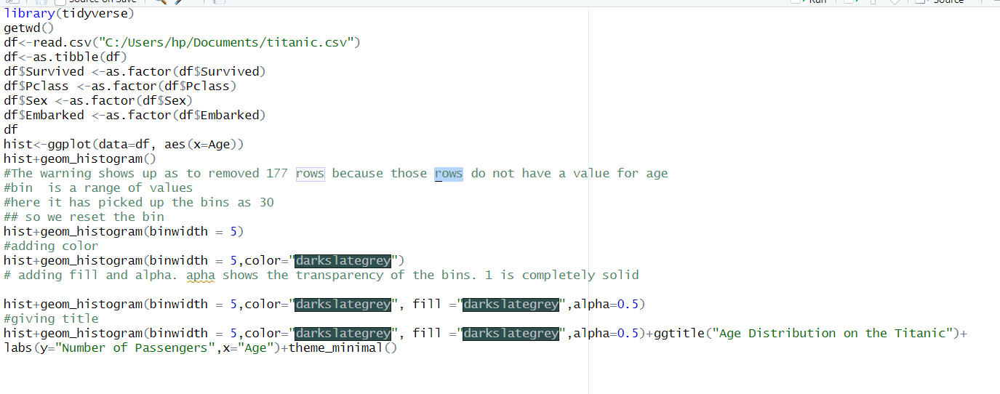 Source on Save Run Source
library(tidyverse)
getwd()
df<-read.csv("C:/Users/hp/Documents/titanic.csv")
df<-as.tibble(df)
df$Survived <-as.factor(df$Survived)
df$Pclass <-as.factor(df$Pclass)
df$Sex <-as.factor(df$Sex)
df$Embarked <-as.factor(df$Embarked)
df
hist<-ggplot(data=df, aes(x=Age))
hist+geom_histogram()
#The warning shows up as to removed 177 rows because those rows do not have a value for age
#bin  is a range of values
#here it has picked up the bins as 30
## so we reset the bin
hist+geom_histogram(binwidth = 5)
#adding color
hist+geom_histogram(binwidth = 5,color="darkslategrey")
# adding fill and alpha. apha shows the transparency of the bins. 1 is completely solid
hist+geom_histogram(binwidth = 5,color="darkslategrey", fill ="darkslategrey",alpha=0.5)
#giving title
hist+geom_histogram(binwidth = 5,color="darkslategrey", fill ="darkslategrey",alpha=0.5)+ggtitle("Age Distribution on the Titanic")+
labs(y="Number of Passengers",x="Age")+theme_minimal()